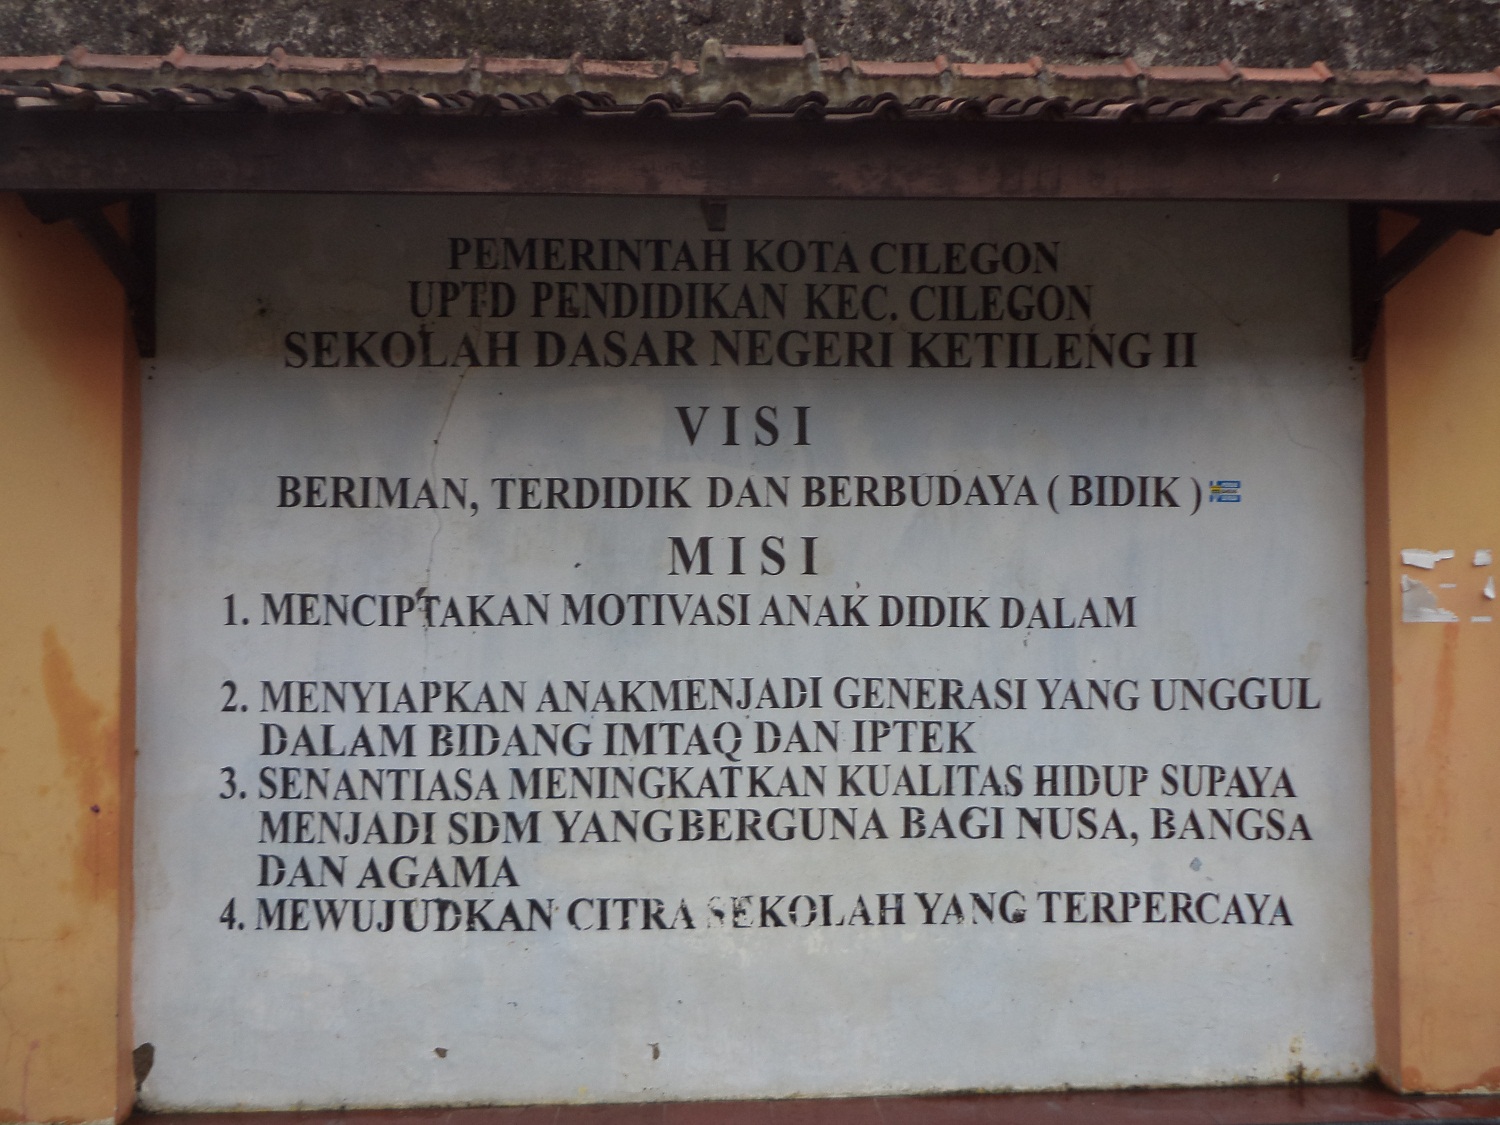 PEMERINTAH KOTA CILEGON
UPTD PENDIDIKAN KEC. CILEGON
SEKOLAH DASAR NEGERI KETILENG II
VISI
BERIMAN, TERDIDIK DAN BERBUDAYA ( BIDIK )
MISI
1. MENCIPTAKAN MOTIVASI ANAK DIDIK DALAM
2. MENYIAPKAN ANAKMENJADI GENERASI YANG UNGGUL
DALAM BIDANG IMTAQ DAN IPTEK
3. SENANTIASA MENINGKATKAN KUALITAS HIDUP SUPAYA
MENJADI SDM YANGBERGUNA BAGI NUSA, BANGSA
DAN AGAMA
4. MEWUJUDKAN CITRA SEKOLAH YANG TERPERCAYA